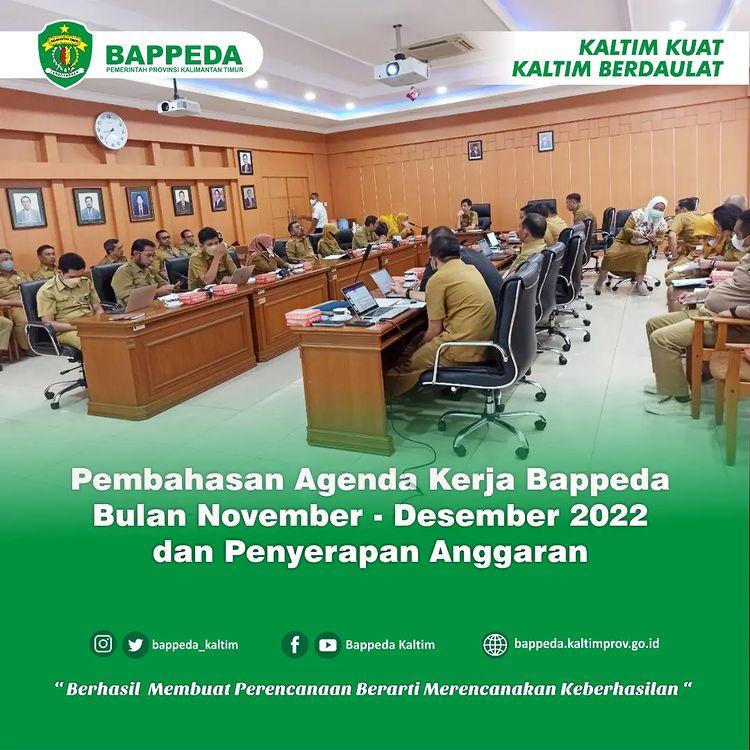 BAPPEDA
PEMERINTAH PROVINSI KALIMANTAN TIMUR
KALTIM KUAT
KALTIM BERDAULAT
Pembahasan Agenda Kerja Bappeda
Bulan November - Desember 2022
dan Penyerapan Anggaran
bappeda_kaltim
Bappeda Kaltim
bappeda.kaltimprov.go.id
“ Berhasil Membuat Perencanaan Berarti Merencanakan Keberhasilan “